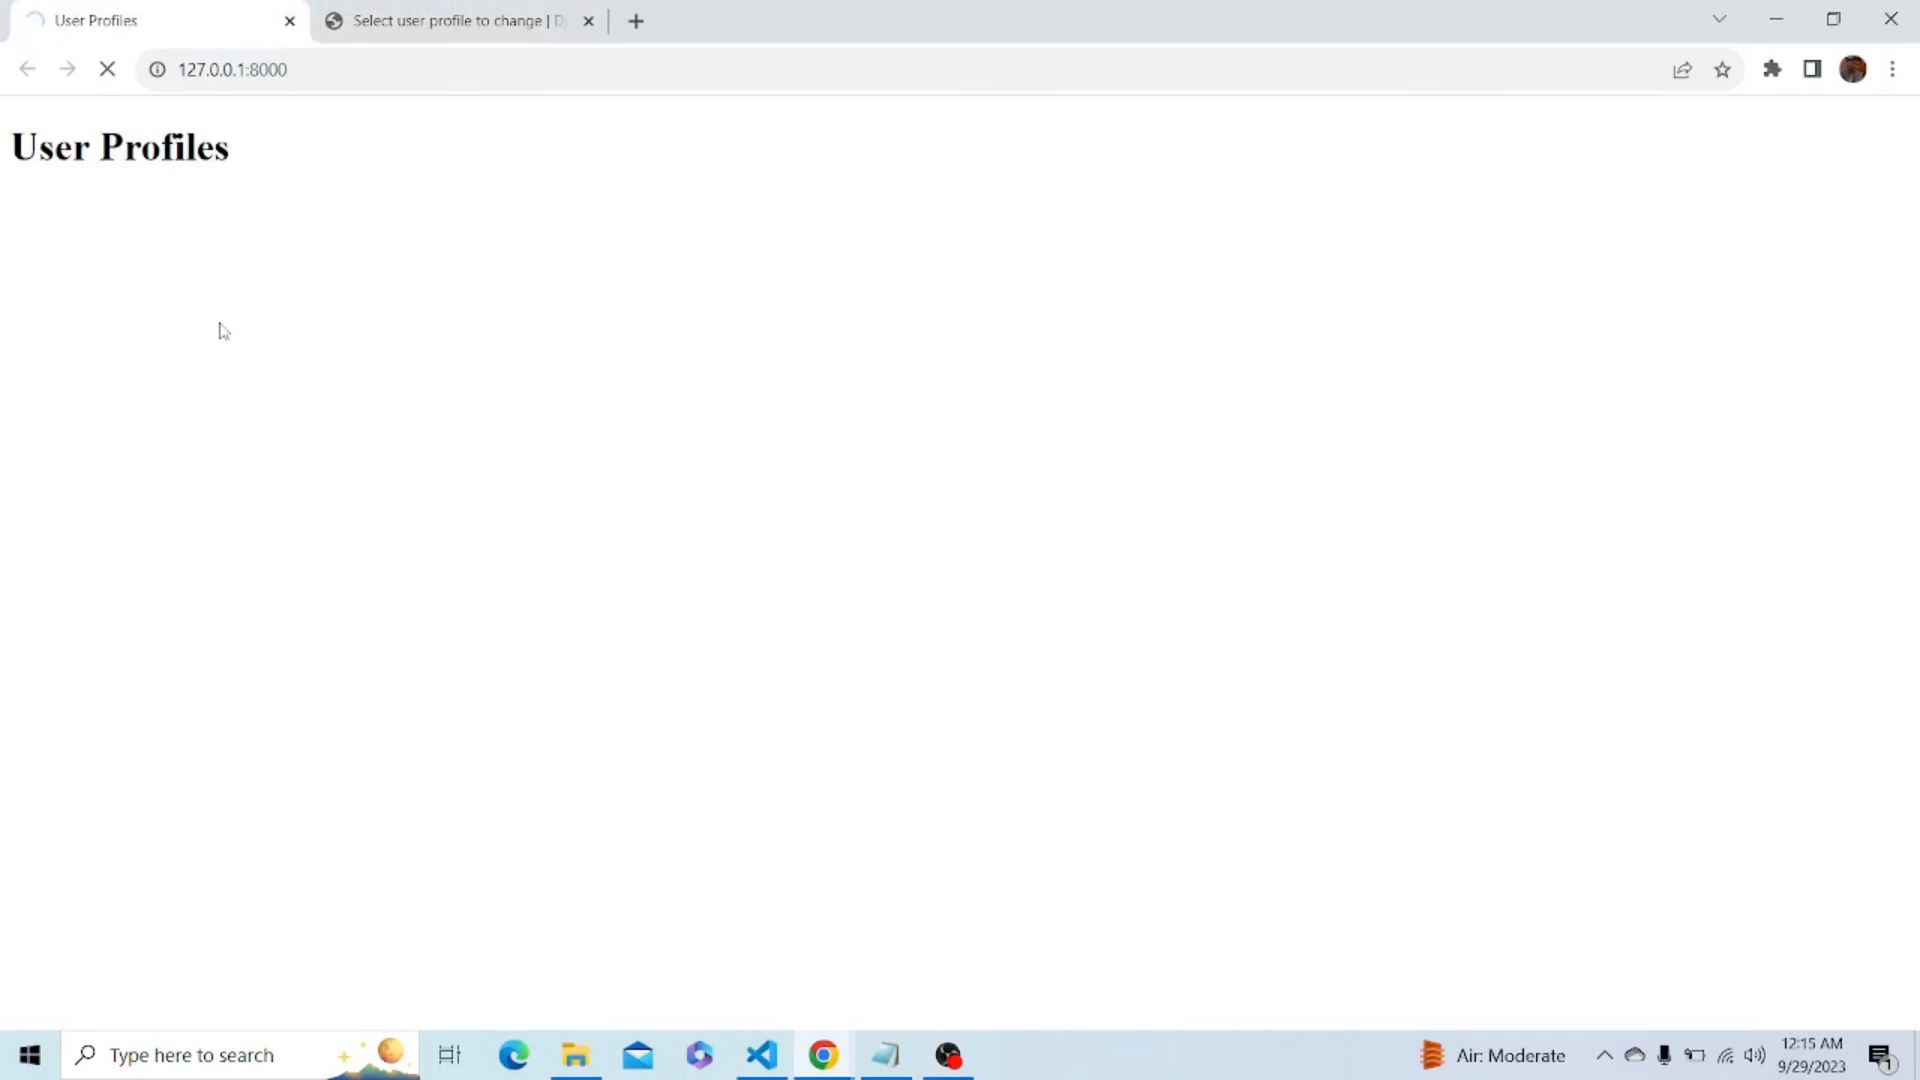 User Profiles
Select user profile to change | D
127.0.0.1:8000
User Profiles
Type here to search
Air: Moderate
12:15 AM
9/29/2023
1